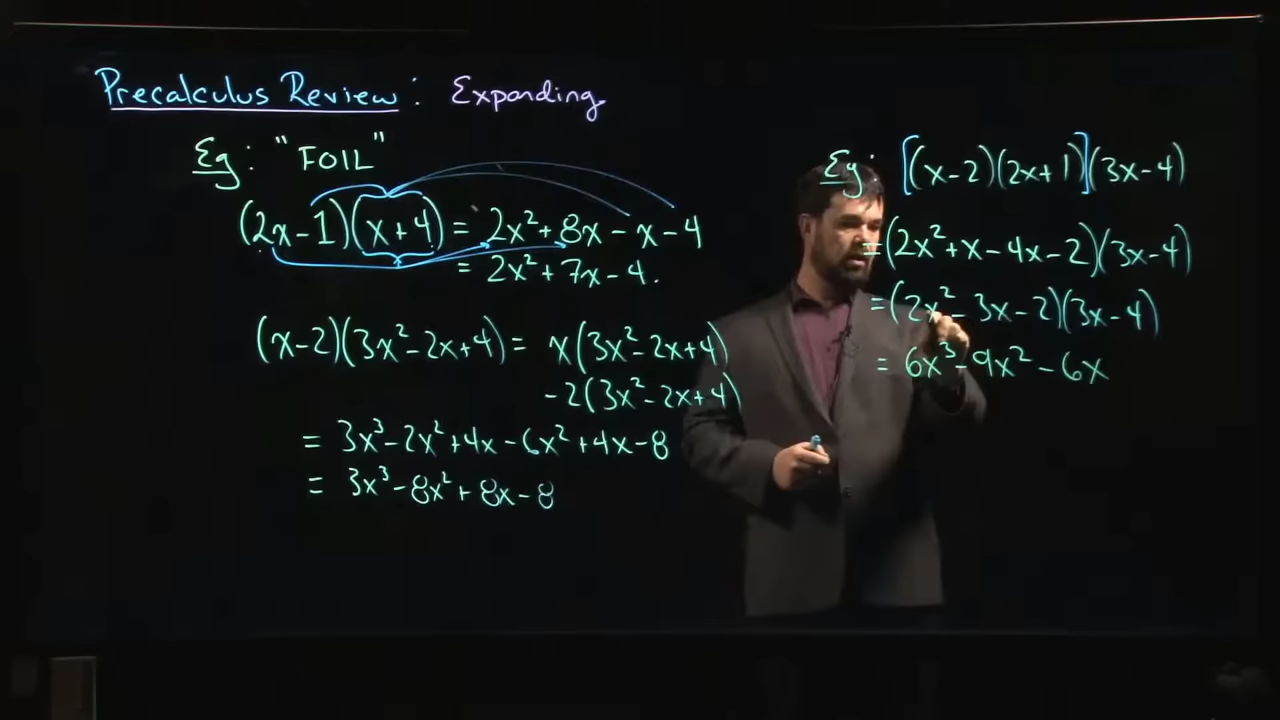 Precalculus Review: Expanding
Eg: "FOIL"
(2x-1)(x+4) = 2x²+8x-x-4
= 2x²+7x-4.
(x-2)(3x²-2x+4) = x(3x²-2x+4)
-2(3x²-2x+4)
= 3x³-2x²+4x-6x²+4x-8
= 3x³-8x²+8x-8
Eg: [(x-2)(2x+1)](3x-4)
=(2x²+x-4x-2)(3x-4)
=(2x²-3x-2)(3x-4)
= 6x³-9x²-6x